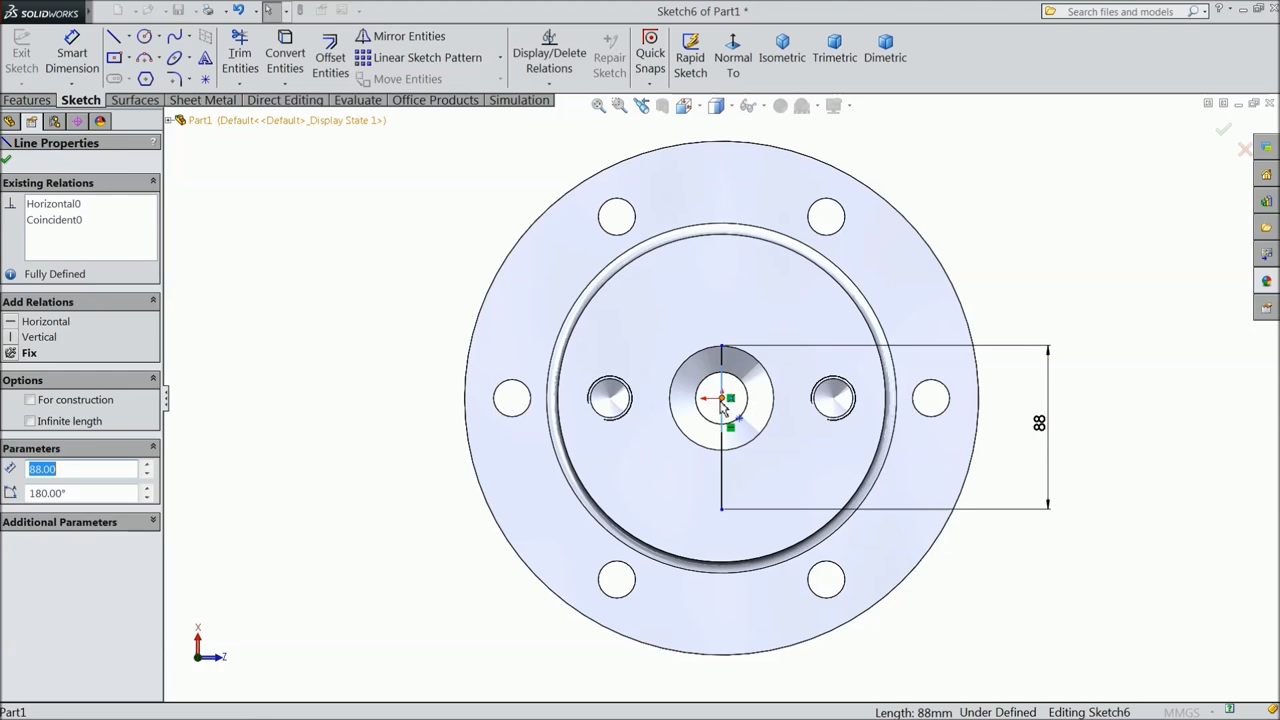 SOLIDWORKS
Sketch6 of Part1 *
Search files and models
Exit Sketch
Smart Dimension
Trim Entities
Convert Entities
Offset Entities
Mirror Entities
Linear Sketch Pattern
Move Entities
Display/Delete Relations
Repair Sketch
Quick Snaps
Rapid Sketch
Normal To
Isometric
Trimetric
Dimetric
Features
Sketch
Surfaces
Sheet Metal
Direct Editing
Evaluate
Office Products
Simulation
Part1 (Default<<Default>_Display State 1>)
Line Properties
?
Existing Relations
Horizontal0
Coincident0
Fully Defined
Add Relations
Horizontal
Vertical
Fix
Options
For construction
Infinite length
Parameters
88.00
180.00°
Additional Parameters
88
X
Z
Part1
Length: 88mm
Under Defined
Editing Sketch6
MMGS